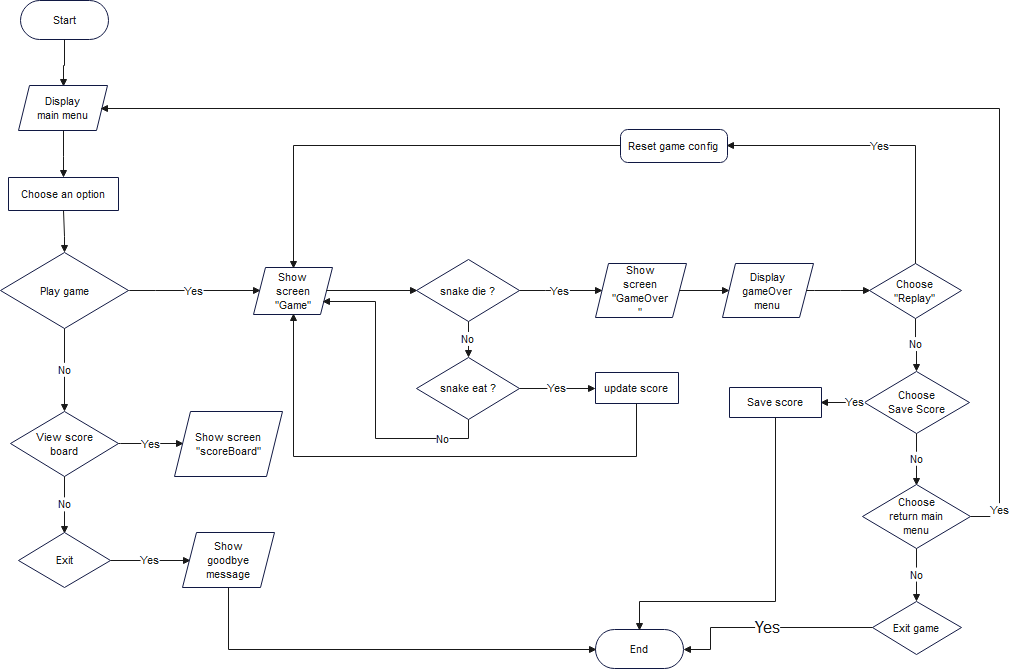 Start
Display
main menu
Choose an option
Play game
Yes
No
View score
board
Yes
Show screen
"scoreBoard"
No
Exit
Yes
Show
goodbye
message
Show
screen
"Game"
snake die ?
Yes
No
snake eat ?
Yes
update score
No
Show
screen
"GameOver
"
Display
gameOver
menu
Choose
"Replay"
Yes
Reset game config
No
Choose
Save Score
Yes
Save score
No
Choose
return main
menu
Yes
No
Exit game
Yes
End